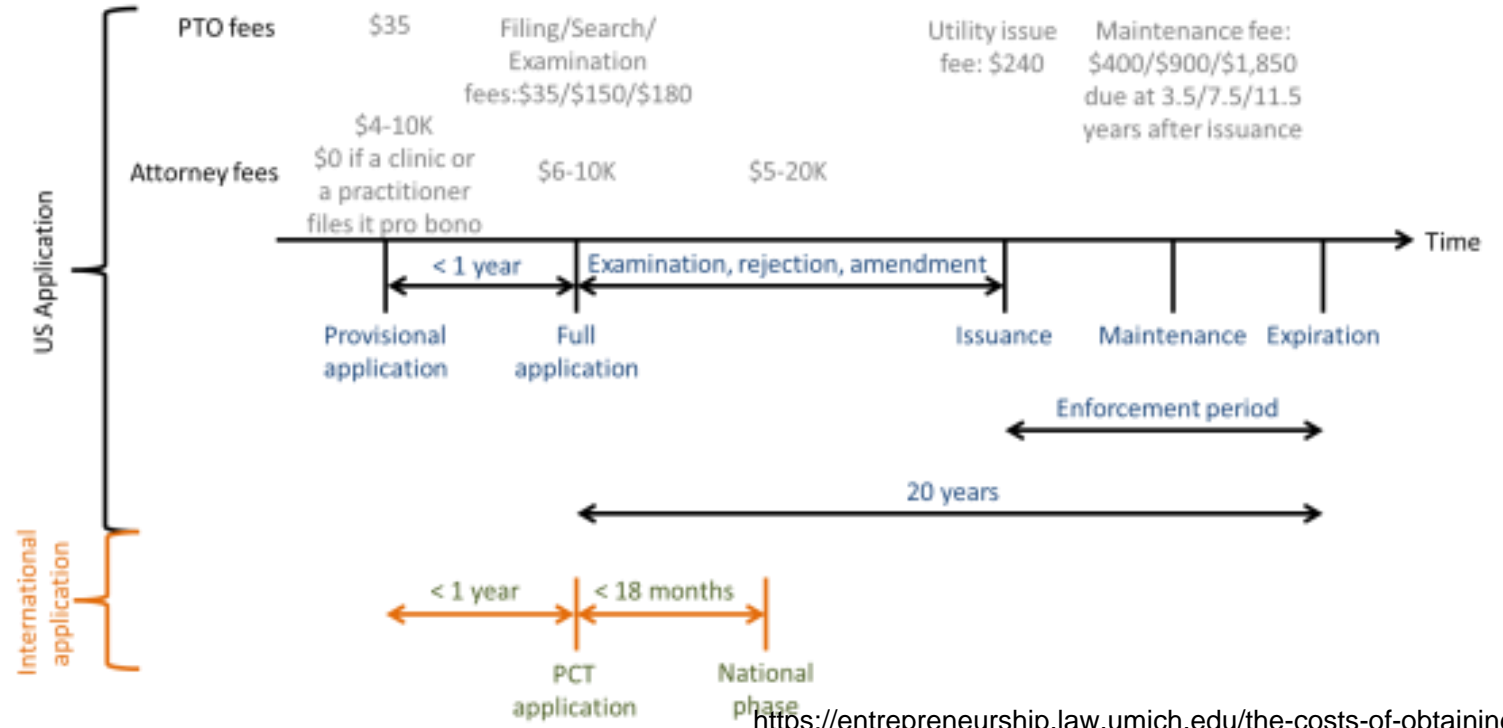 PTO fees
$35
Filing/Search/
Examination
fees:$35/$150/$180
Utility issue
fee: $240
Maintenance fee:
$400/$900/$1,850
due at 3.5/7.5/11.5
years after issuance
Attorney fees
$4-10K
$0 if a clinic or
a practitioner
files it pro bono
$6-10K
$5-20K
Time
US Application
< 1 year
Examination, rejection, amendment
Provisional
application
Full
application
Issuance
Maintenance
Expiration
Enforcement period
20 years
International
application
< 1 year
< 18 months
PCT
application
National
phase
https://entrepreneurship.law.umich.edu/the-costs-of-obtaining